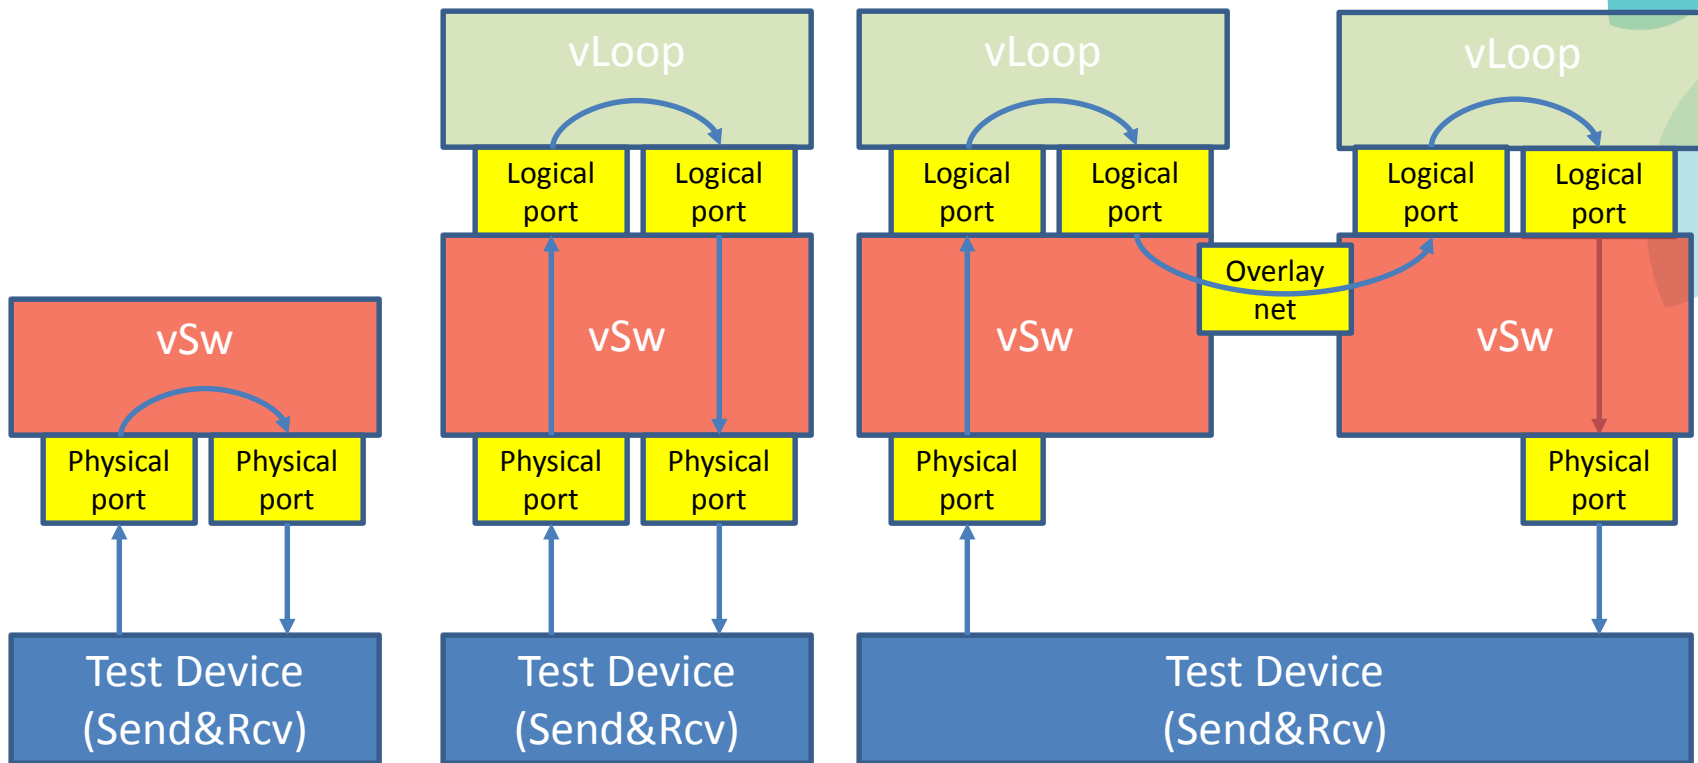 vLoop
vLoop
vLoop
Logical
port
Logical
port
Logical
port
Logical
port
Logical
port
Logical
port
Overlay
net
vSw
vSw
vSw
vSw
Physical
port
Physical
port
Physical
port
Physical
port
Physical
port
Physical
port
Test Device
(Send&Rcv)
Test Device
(Send&Rcv)
Test Device
(Send&Rcv)